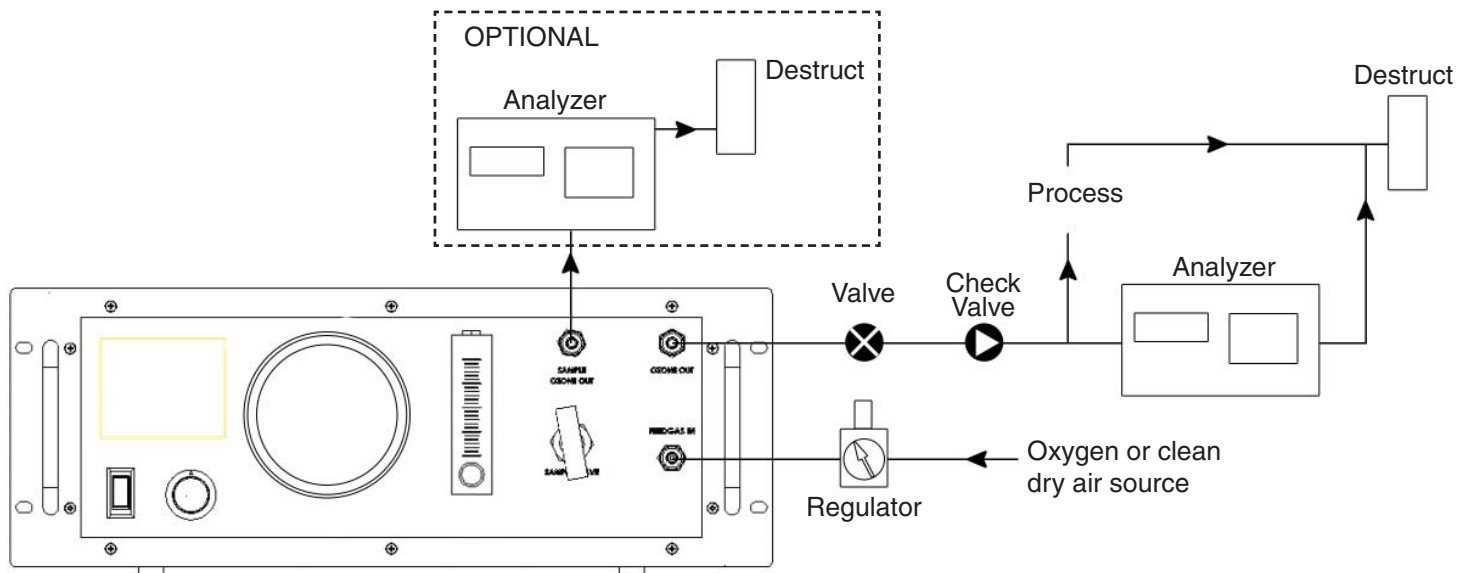 OPTIONAL
Destruct
Analyzer
Destruct
Process
Analyzer
Valve
Check
Valve
SAMPLE
OZONE OUT
OZONE OUT
FEEDGAS IN
Oxygen or clean
dry air source
Regulator